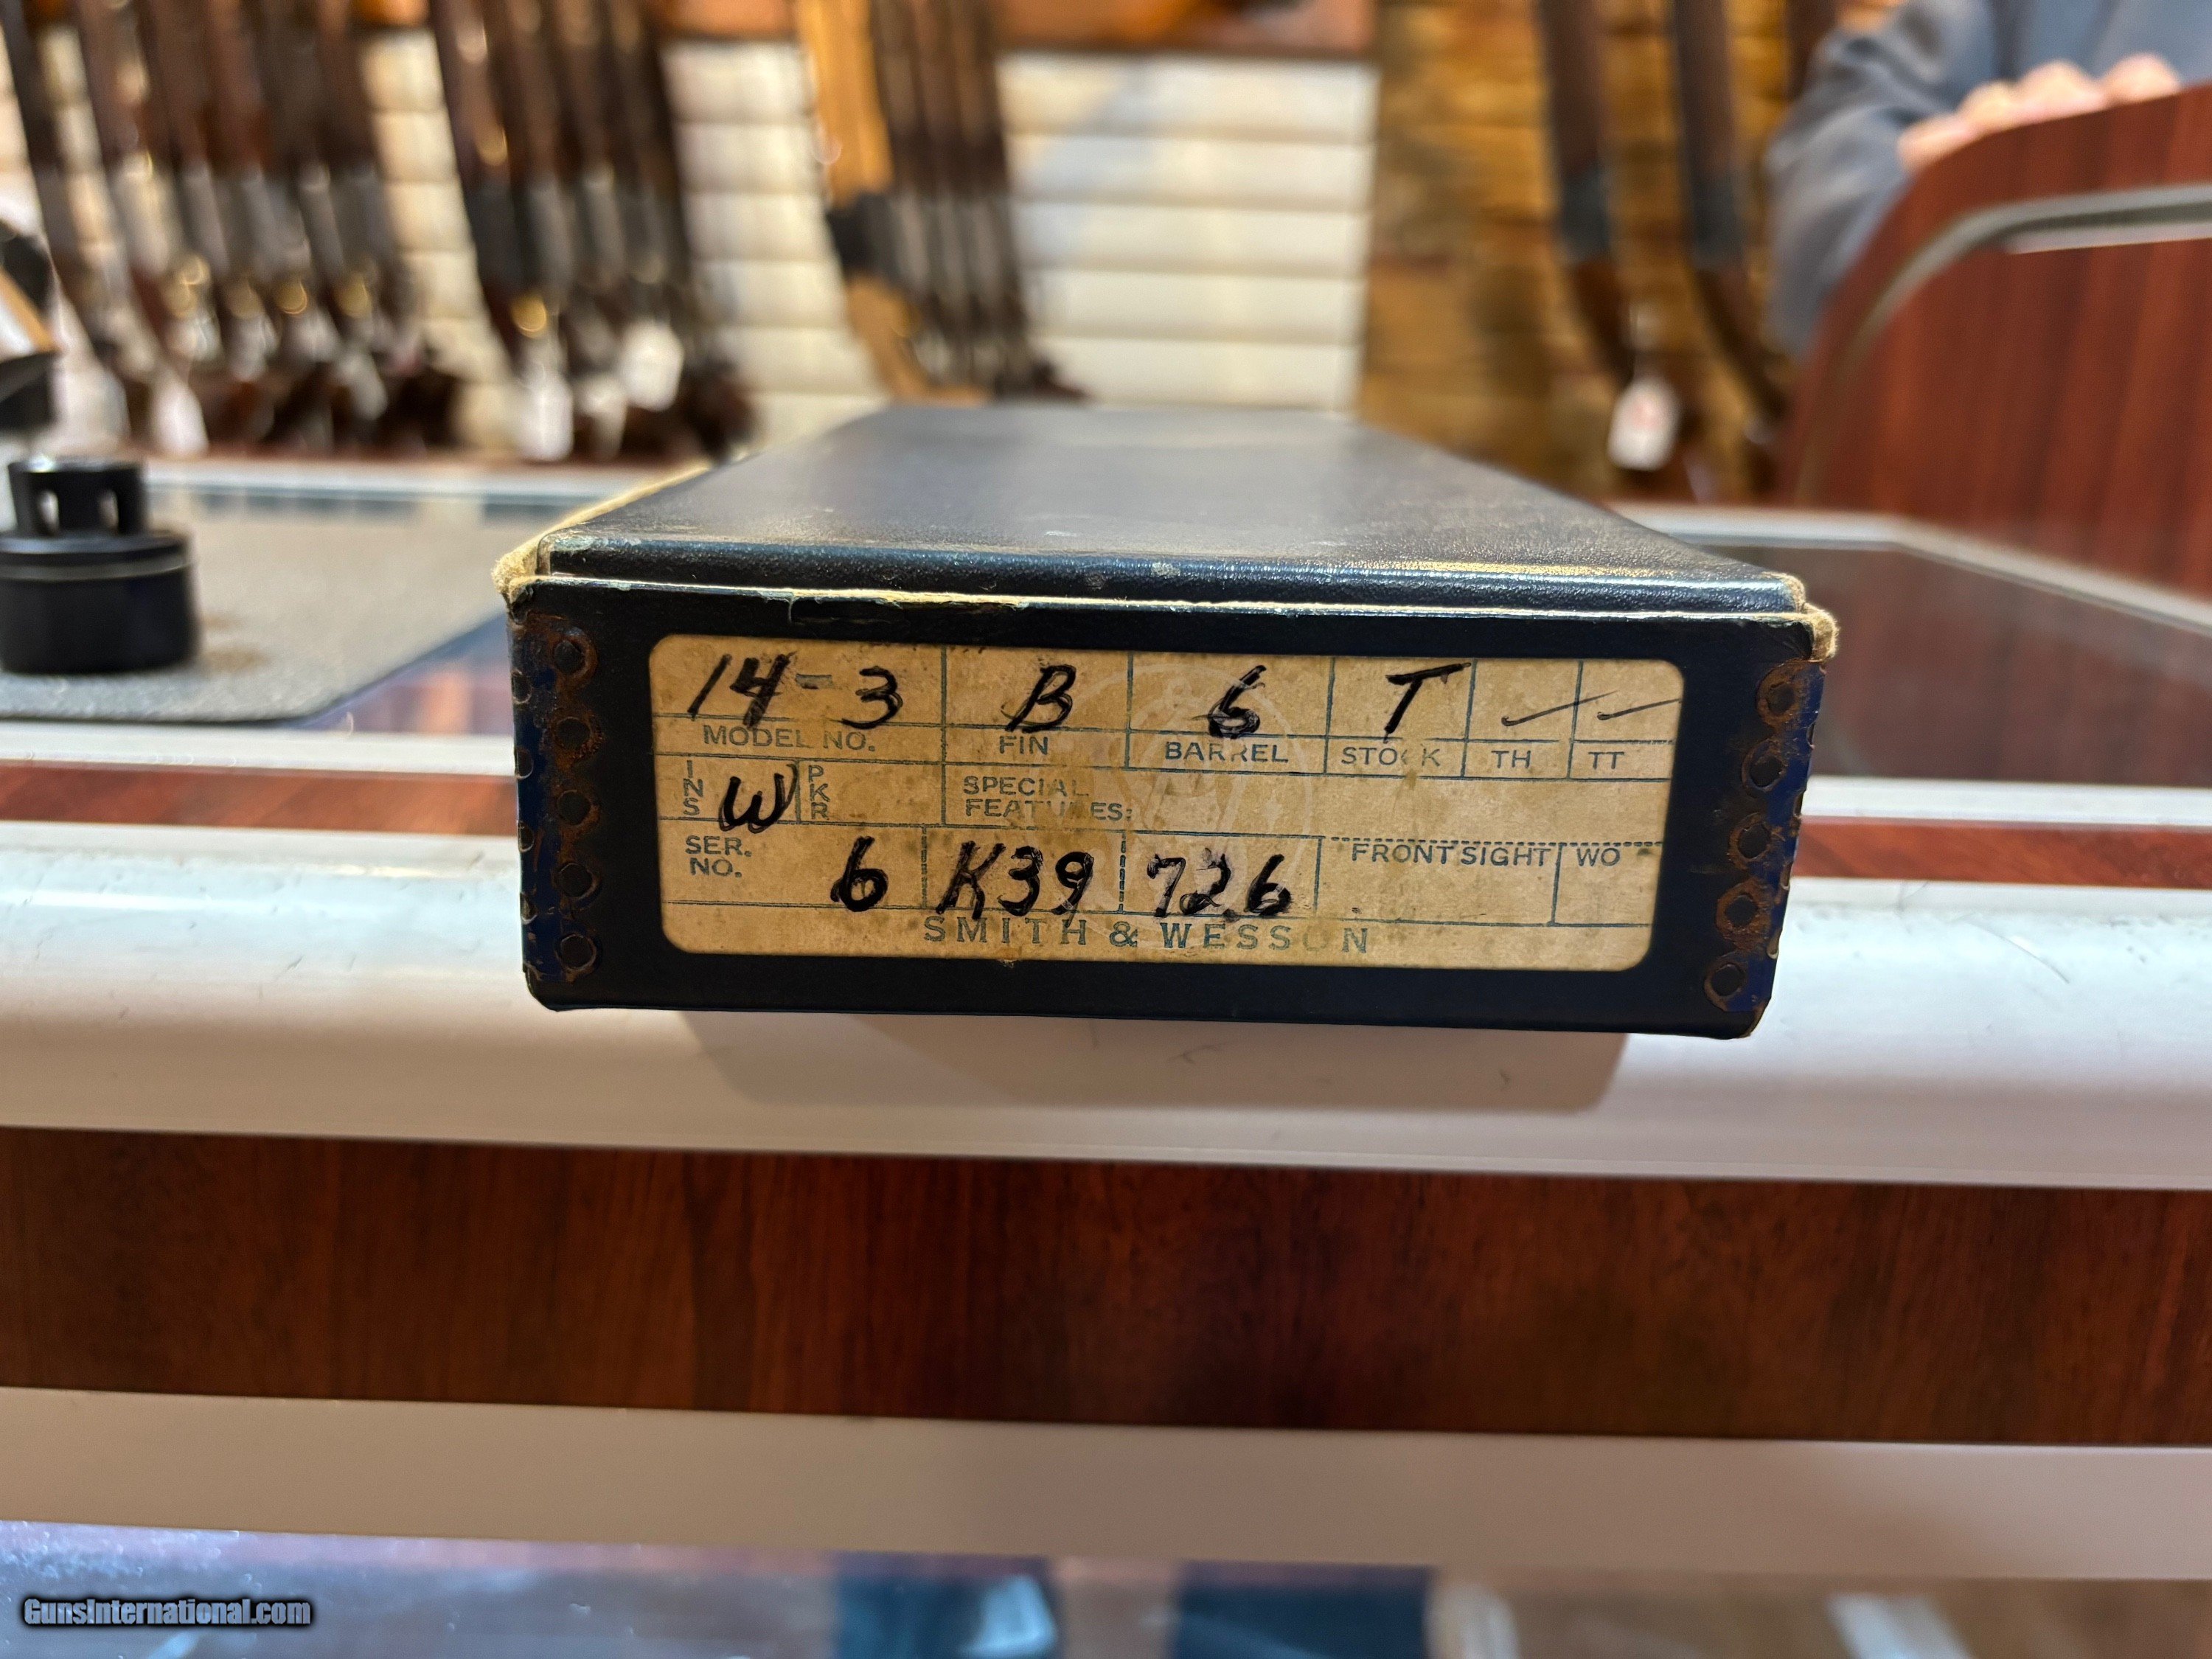 14-3 B 6 T
MODEL NO. FIN BARREL STOCK TH TT
INS W PKR SPECIAL
FEATURES:
SER. NO. 6 K39 726 FRONT SIGHT WO
SMITH & WESSON
GunsInternational.com